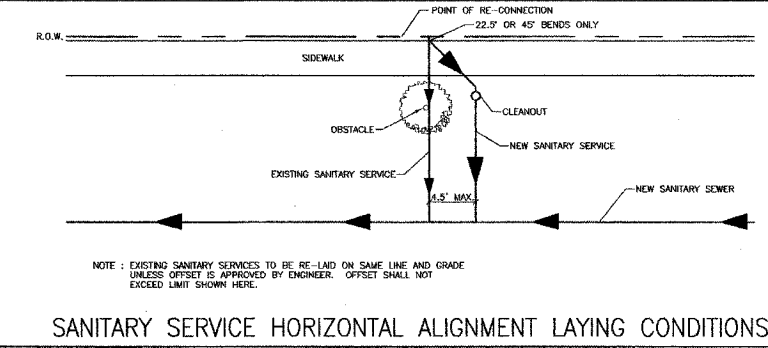 POINT OF RE-CONNECTION
22.5° OR 45° BENDS ONLY
R.O.W.
SIDEWALK
CLEANOUT
OBSTACLE
NEW SANITARY SERVICE
EXISTING SANITARY SERVICE
4.5' MAX.
NEW SANITARY SEWER
NOTE : EXISTING SANITARY SERVICES TO BE RE-LAID ON SAME LINE AND GRADE
UNLESS OFFSET IS APPROVED BY ENGINEER. OFFSET SHALL NOT
EXCEED LIMIT SHOWN HERE.
SANITARY SERVICE HORIZONTAL ALIGNMENT LAYING CONDITIONS